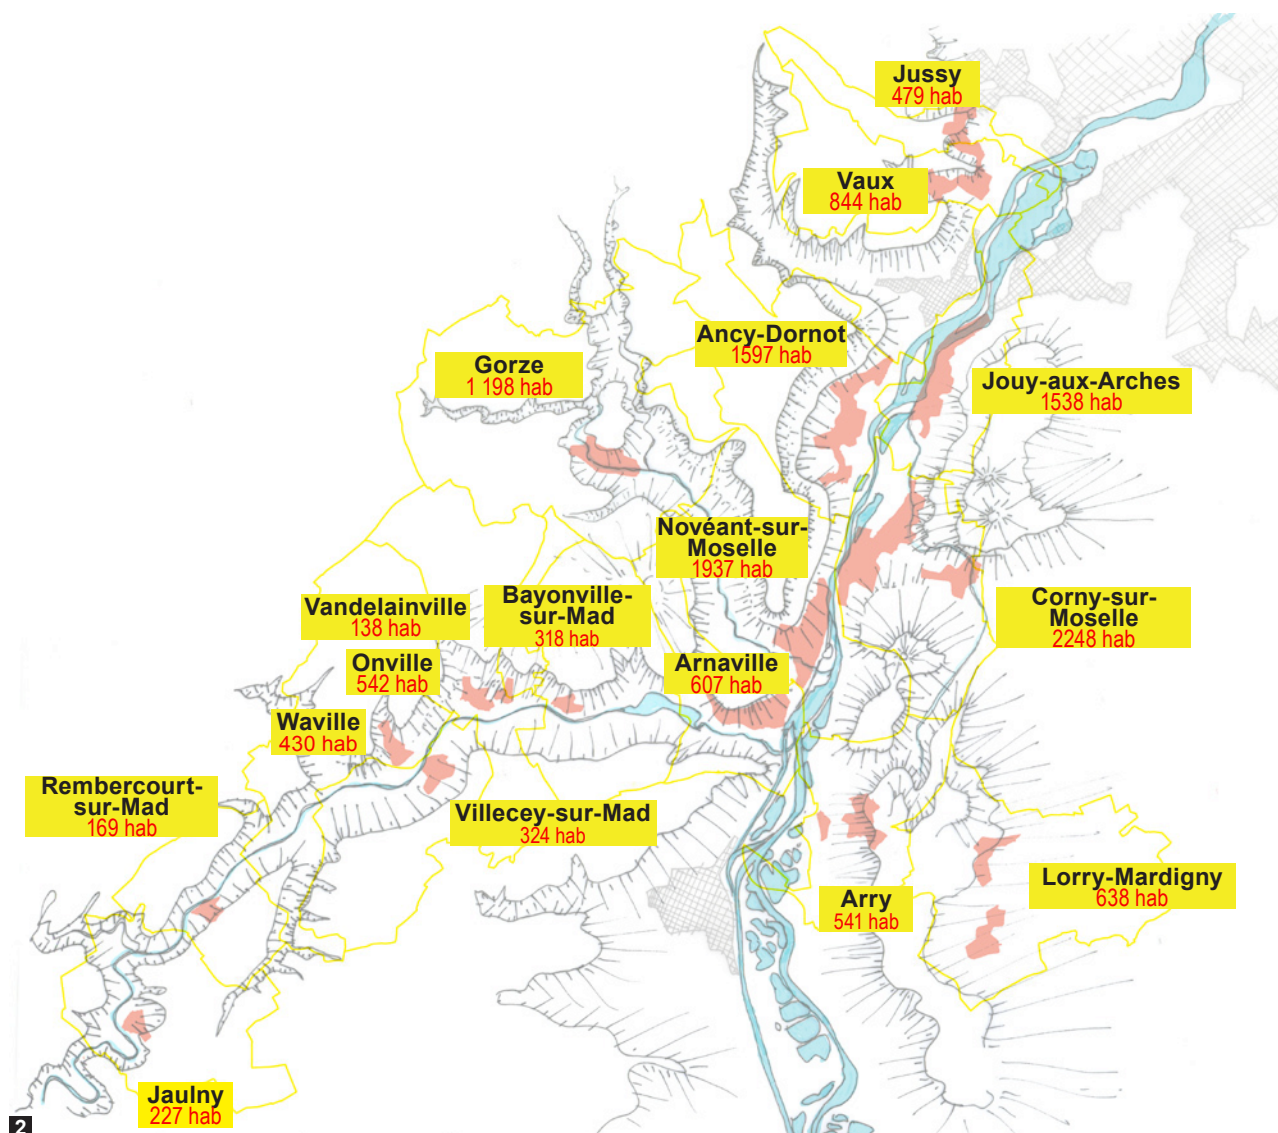 Jussy
479 hab
Vaux
844 hab
Ancy-Dornot
1597 hab
Gorze
1 198 hab
Jouy-aux-Arches
1538 hab
Novéant-sur-
Moselle
1937 hab
Bayonville-
sur-Mad
318 hab
Vandelainville
138 hab
Corny-sur-
Moselle
2248 hab
Onville
542 hab
Arnaville
607 hab
Waville
430 hab
Rembercourt-
sur-Mad
169 hab
Villecey-sur-Mad
324 hab
Lorry-Mardigny
638 hab
Arry
541 hab
Jaulny
227 hab
2